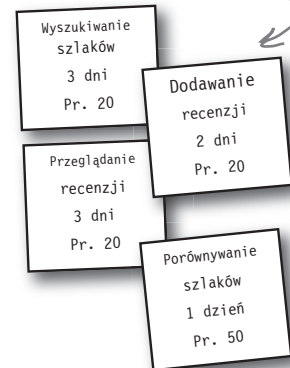 Wyszukiwanie
szlaków
3 dni
Pr. 20
Dodawanie
recenzji
2 dni
Pr. 20
Przeglądanie
recenzji
3 dni
Pr. 20
Porównywanie
szlaków
1 dzień
Pr. 50